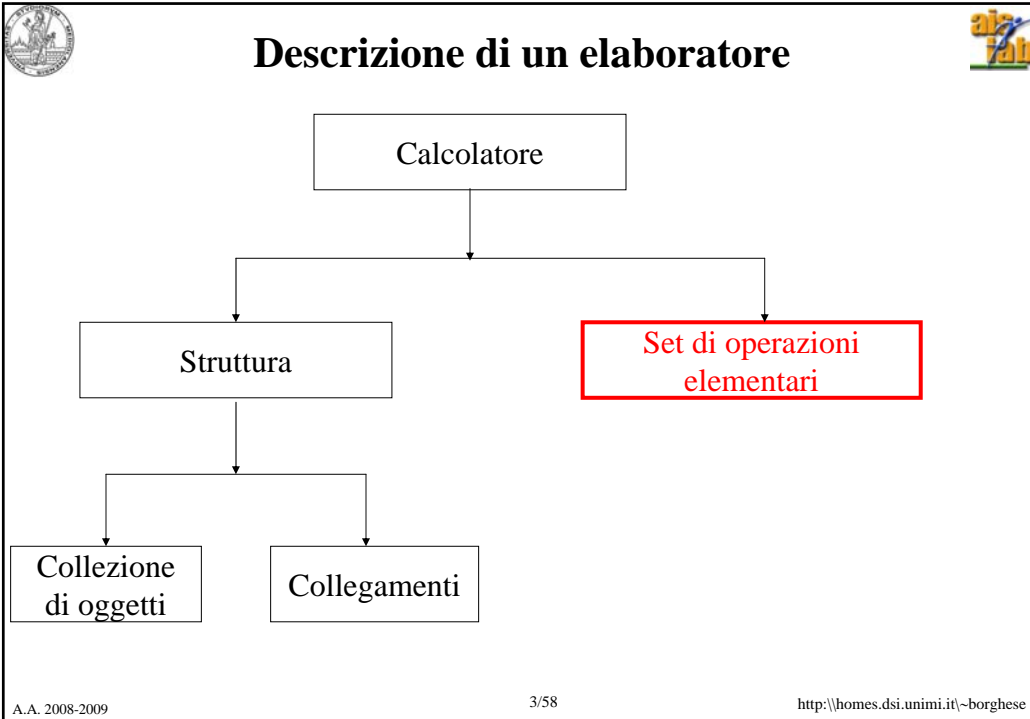 Descrizione di un elaboratore
Calcolatore
Struttura
Set di operazioni
elementari
Collezione
di oggetti
Collegamenti
A.A. 2008-2009
3/58
http:\\homes.dsi.unimi.it\~borghese